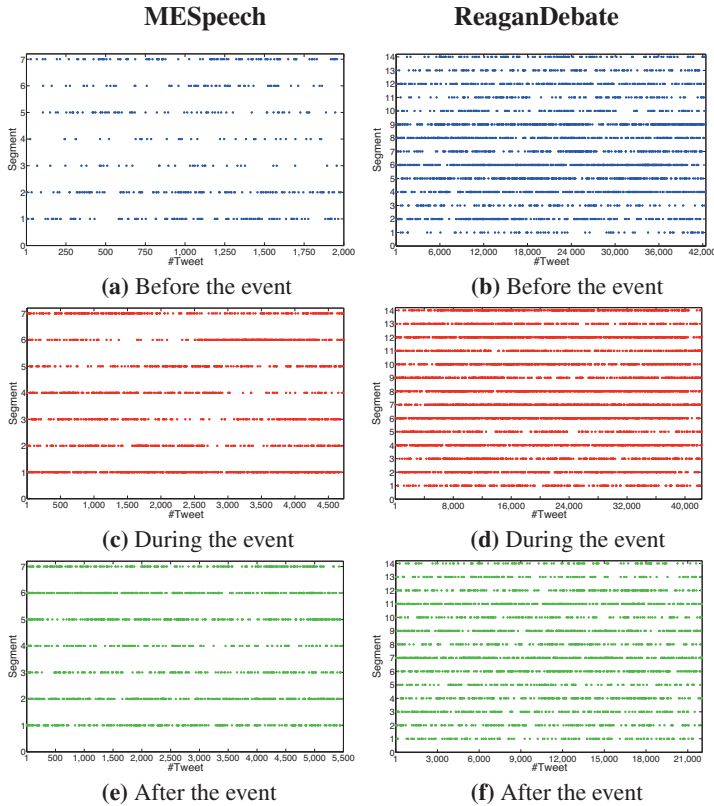 MESpeech
ReaganDebate
7
6
5
4
3
2
1
0
Segment
1 250 500 750 1,000 1,250 1,500 1,750 2,000
#Tweet
(a) Before the event
14
13
12
11
10
9
8
7
6
5
4
3
2
1
0
Segment
1 6,000 12,000 18,000 24,000 30,000 36,000 42,000
#Tweet
(b) Before the event
7
6
5
4
3
2
1
0
Segment
1 500 1,000 1,500 2,000 2,500 3,000 3,500 4,000 4,500
#Tweet
(c) During the event
14
13
12
11
10
9
8
7
6
5
4
3
2
1
0
Segment
1 8,000 16,000 24,000 32,000 40,000
#Tweet
(d) During the event
7
6
5
4
3
2
1
0
Segment
1 500 1,000 1,500 2,000 2,500 3,000 3,500 4,000 4,500 5,000 5,500
#Tweet
(e) After the event
14
13
12
11
10
9
8
7
6
5
4
3
2
1
0
Segment
1 3,000 6,000 9,000 12,000 15,000 18,000 21,000
#Tweet
(f) After the event